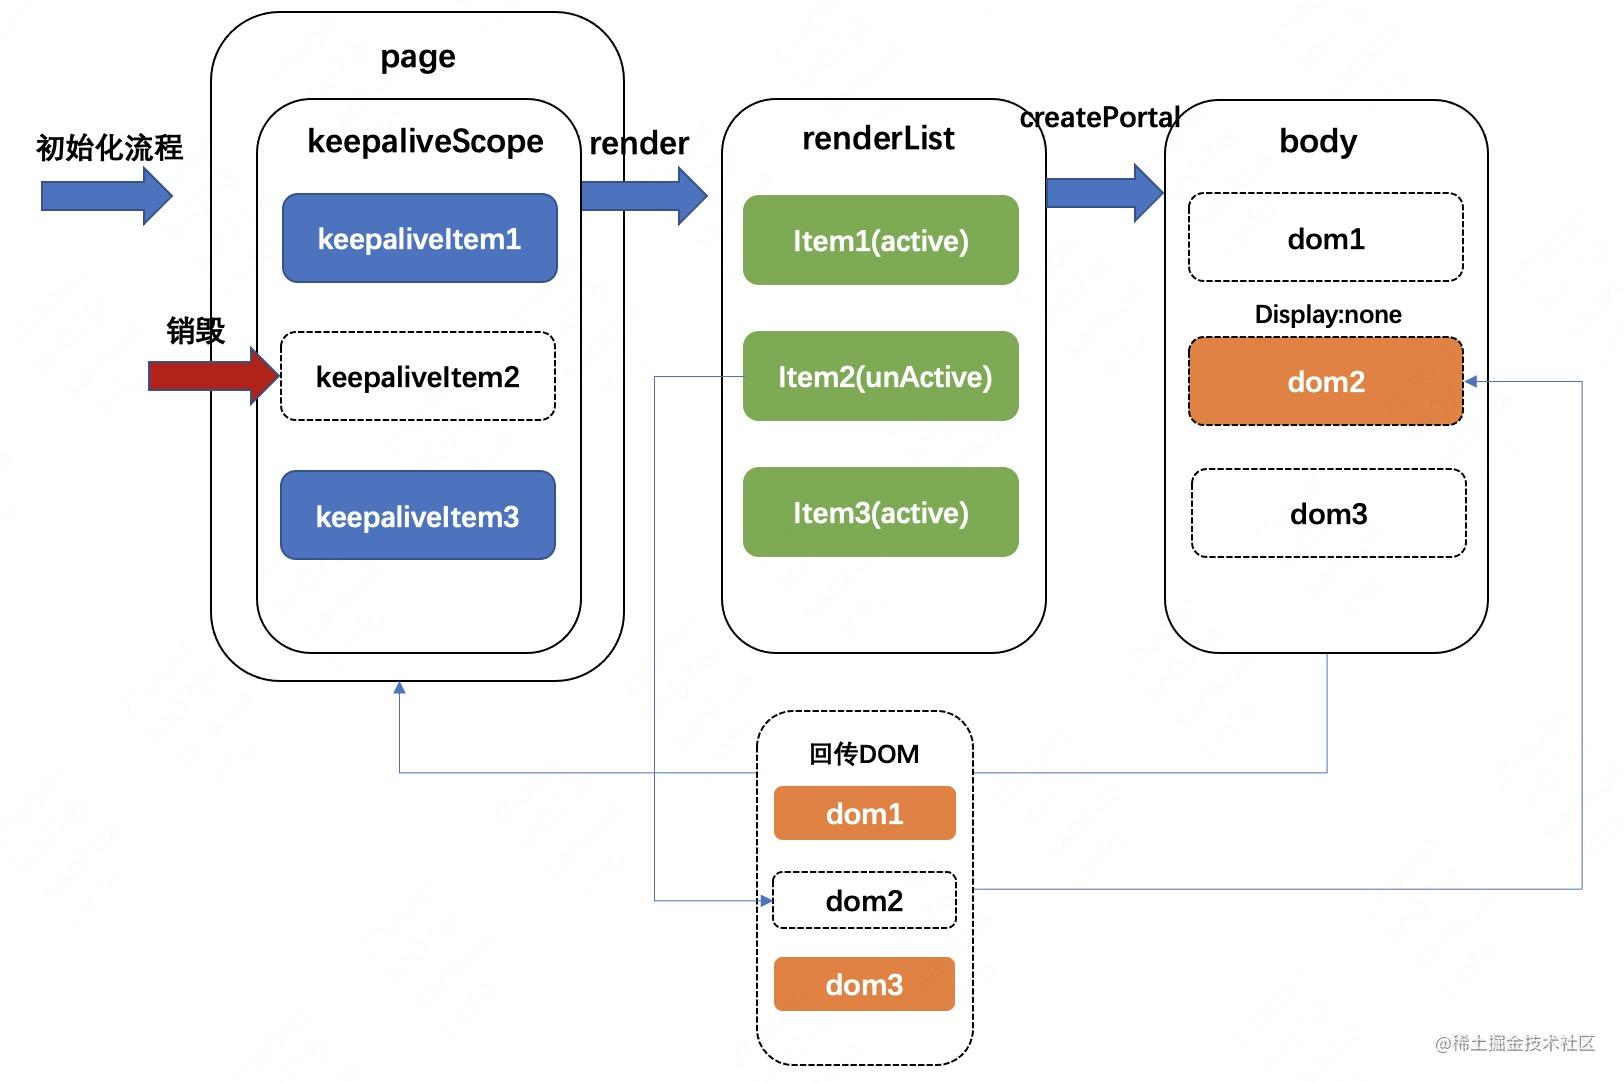 page
初始化流程
keepaliveScope
render
renderList
createPortal
body
keepaliveItem1
Item1(active)
dom1
销毁
Display:none
keepaliveItem2
Item2(unActive)
dom2
keepaliveItem3
Item3(active)
dom3
回传DOM
dom1
dom2
dom3
@稀土掘金技术社区